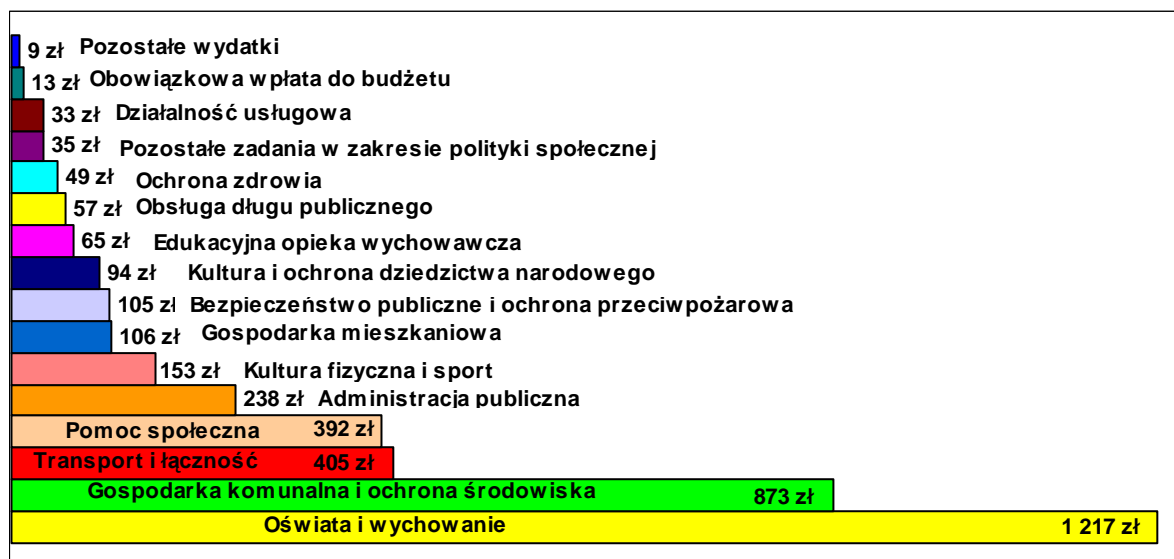 9 zł Pozostałe wydatki
13 zł Obowiązkowa wpłata do budżetu
33 zł Działalność usługowa
35 zł Pozostałe zadania w zakresie polityki społecznej
49 zł Ochrona zdrowia
57 zł Obsługa długu publicznego
65 zł Edukacyjna opieka wychowawcza
94 zł Kultura i ochrona dziedzictwa narodowego
105 zł Bezpieczeństwo publiczne i ochrona przeciwpożarowa
106 zł Gospodarka mieszkaniowa
153 zł Kultura fizyczna i sport
238 zł Administracja publiczna
Pomoc społeczna 392 zł
Transport i łączność 405 zł
Gospodarka komunalna i ochrona środowiska 873 zł
Oświata i wychowanie 1 217 zł